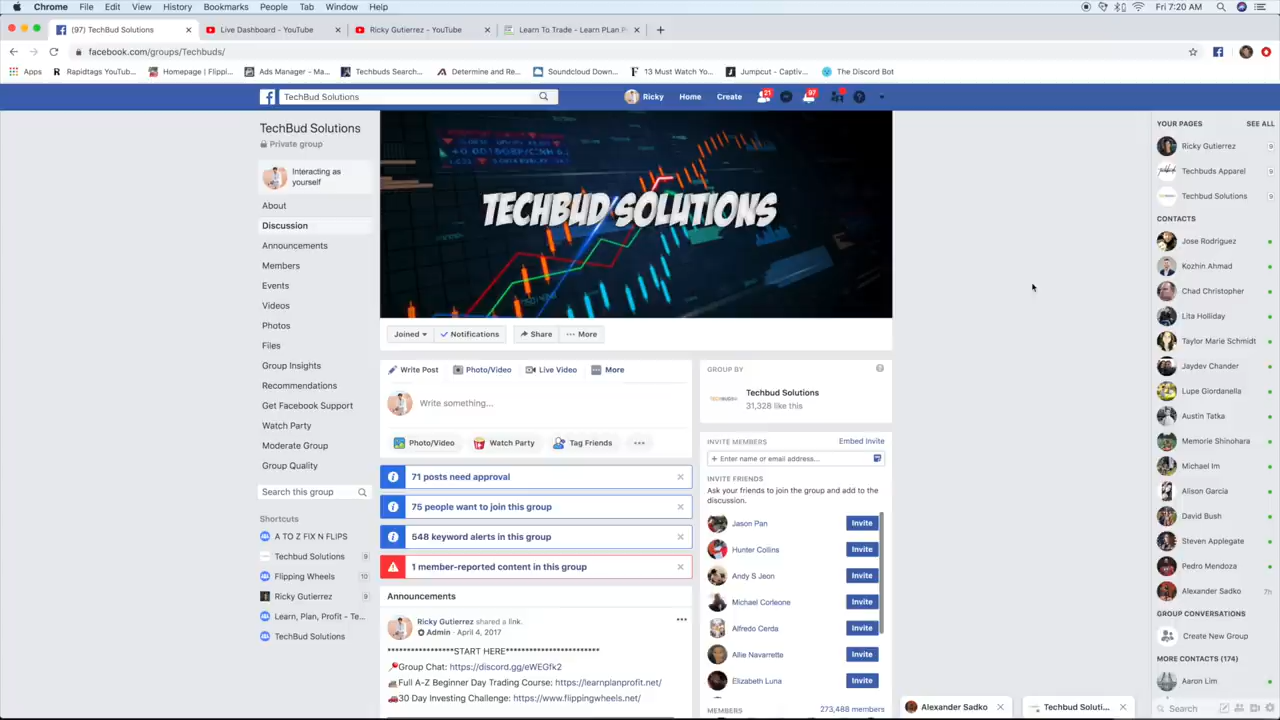 Chrome File Edit View History Bookmarks People Tab Window Help Fri 7:20 AM
(97) TechBud Solutions Live Dashboard - YouTube Ricky Gutierrez - YouTube Learn To Trade - Learn PLan P
facebook.com/groups/Techbuds/
Apps Rapidtags YouTub... Homepage | Flippi... Ads Manager - Ma... Techbuds Search... Determine and Re... Soundcloud Down... 13 Must Watch Yo... Jumpcut - Captiv... The Discord Bot
TechBud Solutions Ricky Home Create 21 97
TechBud Solutions
Private group
Interacting as
yourself
About
Discussion
Announcements
Members
Events
Videos
Photos
Files
Group Insights
Recommendations
Get Facebook Support
Watch Party
Moderate Group
Group Quality
Search this group
Shortcuts
A TO Z FIX N FLIPS
Techbud Solutions 9
Flipping Wheels 10
Ricky Gutierrez 9
Learn, Plan, Profit - Te...
TechBud Solutions
TECHBUD SOLUTIONS
Joined Notifications Share More
Write Post Photo/Video Live Video More
Write something...
Photo/Video Watch Party Tag Friends
71 posts need approval
75 people want to join this group
548 keyword alerts in this group
1 member-reported content in this group
Announcements
Ricky Gutierrez shared a link.
Admin · April 4, 2017
******************START HERE**************************
Group Chat: https://discord.gg/eWEGfk2
Full A-Z Beginner Day Trading Course: https://learnplanprofit.net/
30 Day Investing Challenge: https://www.flippingwheels.net/
GROUP BY
Techbud Solutions
31,328 like this
INVITE MEMBERS Embed Invite
+ Enter name or email address...
INVITE FRIENDS
Ask your friends to join the group and add to the
discussion.
Jason Pan Invite
Hunter Collins Invite
Andy S Jeon Invite
Michael Corleone Invite
Alfredo Cerda Invite
Allie Navarrette Invite
Elizabeth Luna Invite
MEMBERS 273,488 members
YOUR PAGES SEE ALL
Ricky Gutierrez 9
Techbuds Apparel
Techbud Solutions 9
CONTACTS
Jose Rodriguez
Kozhin Ahmad
Chad Christopher
Lita Holliday
Taylor Marie Schmidt
Jaydev Chander
Lupe Giordanella
Austin Tatka
Memorie Shinohara
Michael Im
Alison Garcia
David Bush
Steven Applegate
Pedro Mendoza
Alexander Sadko 7h
GROUP CONVERSATIONS
Create New Group
MORE CONTACTS (174)
Aaron Lim
Search
Alexander Sadko Techbud Soluti...